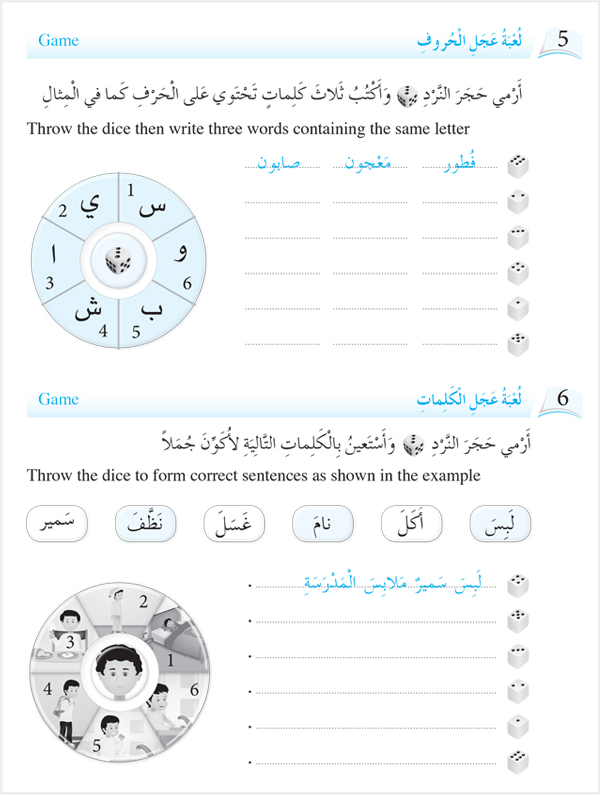 5 لُعْبَةُ عَجَلِ الْحُروفِ Game
أَرْمي حَجَرَ النَّرْدِ وَأَكْتُبُ ثَلاثَ كَلِماتٍ تَحْتَوي عَلى الْحَرْفِ كَما في الْمِثالِ
Throw the dice then write three words containing the same letter
فُطور مَعْجون صابون
س 1
ي 2
و 6
ا 3
ش 4
ب 5
6 لُعْبَةُ عَجَلِ الْكَلِماتِ Game
أَرْمي حَجَرَ النَّرْدِ وَأَسْتَعينُ بِالْكَلِماتِ التَّالِيَةِ لأُكَوِّنَ جُمَلاً
Throw the dice to form correct sentences as shown in the example
لَبِسَ أَكَلَ نامَ غَسَلَ نَظَّفَ سَمير
لَبِسَ سَميرٌ مَلابِسَ الْمَدْرَسَةِ
2
3
1
4
6
5